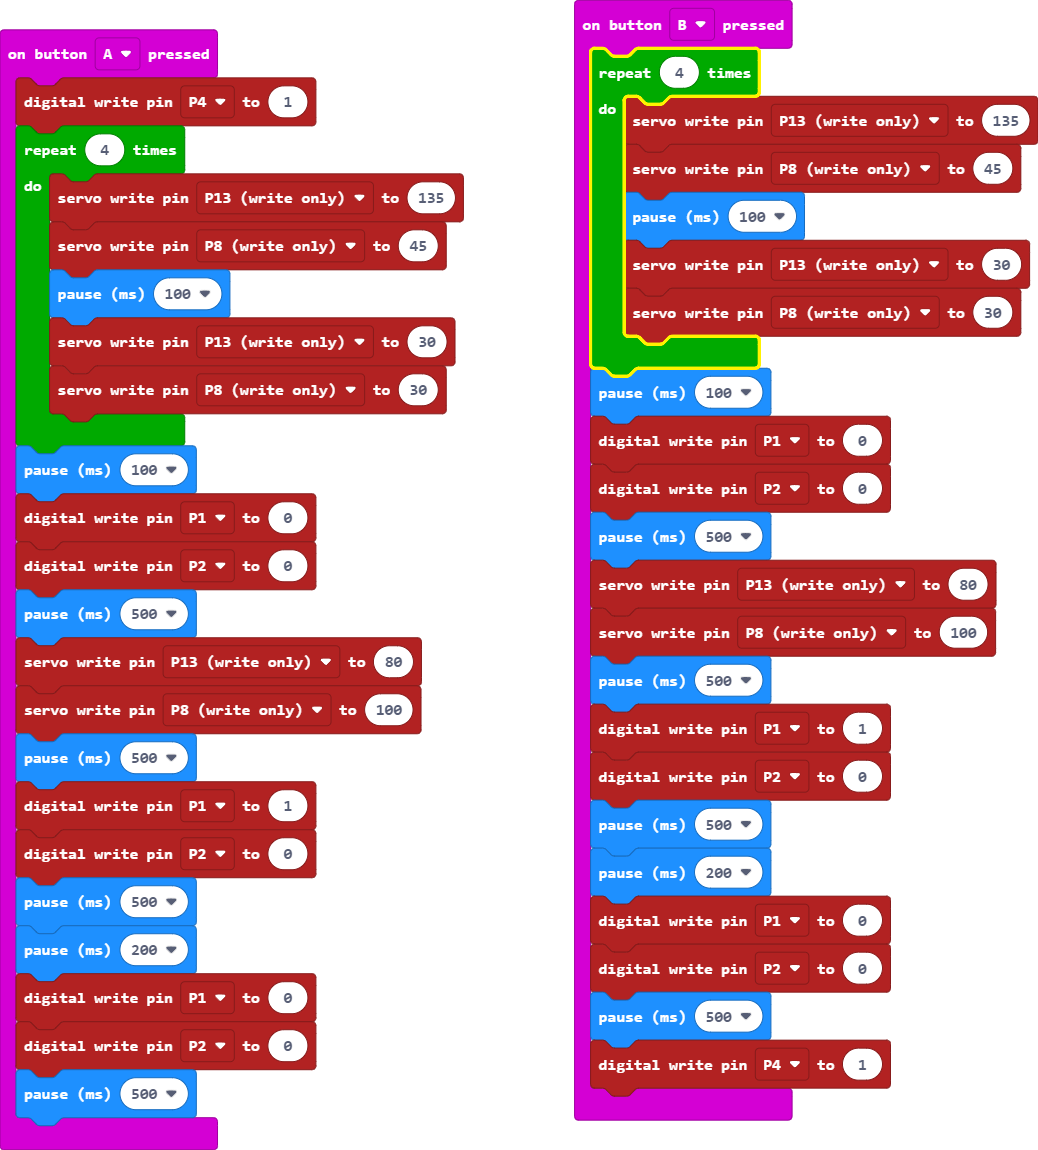 on button A pressed
digital write pin P4 to 1
repeat 4 times
do
servo write pin P13 (write only) to 135
servo write pin P8 (write only) to 45
pause (ms) 100
servo write pin P13 (write only) to 30
servo write pin P8 (write only) to 30
pause (ms) 100
digital write pin P1 to 0
digital write pin P2 to 0
pause (ms) 500
servo write pin P13 (write only) to 80
servo write pin P8 (write only) to 100
pause (ms) 500
digital write pin P1 to 1
digital write pin P2 to 0
pause (ms) 500
pause (ms) 200
digital write pin P1 to 0
digital write pin P2 to 0
pause (ms) 500
on button B pressed
repeat 4 times
do
servo write pin P13 (write only) to 135
servo write pin P8 (write only) to 45
pause (ms) 100
servo write pin P13 (write only) to 30
servo write pin P8 (write only) to 30
pause (ms) 100
digital write pin P1 to 0
digital write pin P2 to 0
pause (ms) 500
servo write pin P13 (write only) to 80
servo write pin P8 (write only) to 100
pause (ms) 500
digital write pin P1 to 1
digital write pin P2 to 0
pause (ms) 500
pause (ms) 200
digital write pin P1 to 0
digital write pin P2 to 0
pause (ms) 500
digital write pin P4 to 1